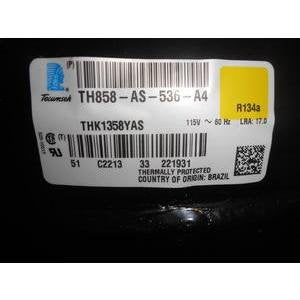 (P)
Tecumseh
TH858-AS-536-A4
R134a
(T)
THK1358YAS
115V ~ 60 Hz LRA: 17.0
51 C2213 33 221931
THERMALLY PROTECTED
COUNTRY OF ORIGIN: BRAZIL